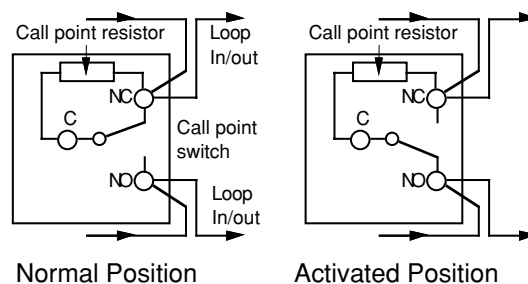 Call point resistor
Loop
In/out
NC
C
Call point
switch
NO
Loop
In/out
Normal Position
Call point resistor
NC
C
NO
Activated Position